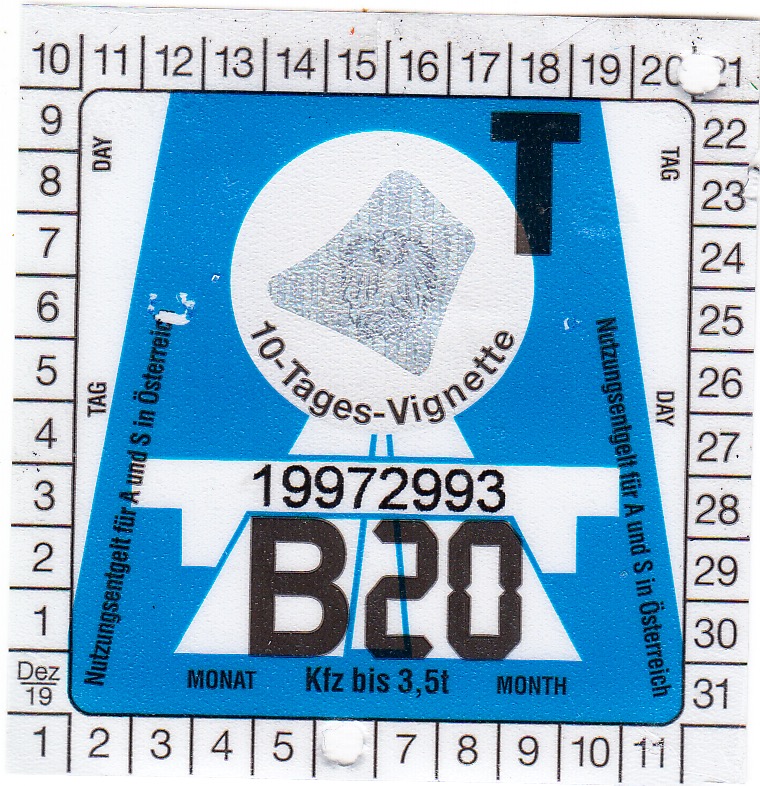 10 11 12 13 14 15 16 17 18 19 20 21
9 22
8 23
7 24
6 25
5 26
4 27
3 28
2 29
1 30
Dez
19
31
1 2 3 4 5 7 8 9 10 11
DAY
TAG
T
TAG
DAY
10-Tages-Vignette
Nutzungsentgelt für A und S in Österreich
Nutzungsentgelt für A und S in Österreich
19972993
B20
MONAT Kfz bis 3,5t MONTH